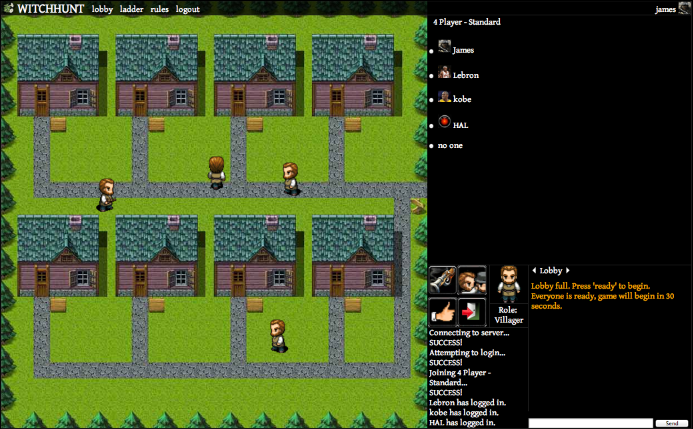 WITCHHUNT lobby ladder rules logout james
4 Player - Standard
James
Lebron
kobe
HAL
no one
Lobby
Lobby full. Press 'ready' to begin.
Everyone is ready, game will begin in 30
seconds.
Role:
Villager
Connecting to server...
SUCCESS!
Attempting to login...
SUCCESS!
Joining 4 Player -
Standard...
SUCCESS!
Lebron has logged in.
kobe has logged in.
HAL has logged in.
Send